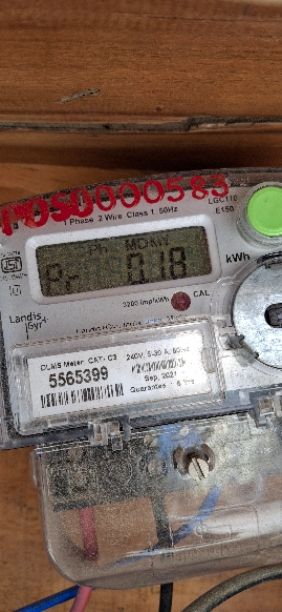 POSD0000583
LGC110
E150
1 Phase 2 Wire Class 1 50Hz
Ph MD kW
Pr 0.18
kWh
3200 imp/kWh
CAL
Landis
Gyr
DLMS Meter, CAT- C3
240V, 5-30 A, 50Hz
5565399
Sep, 2021
Guarantee : 5 Yrs